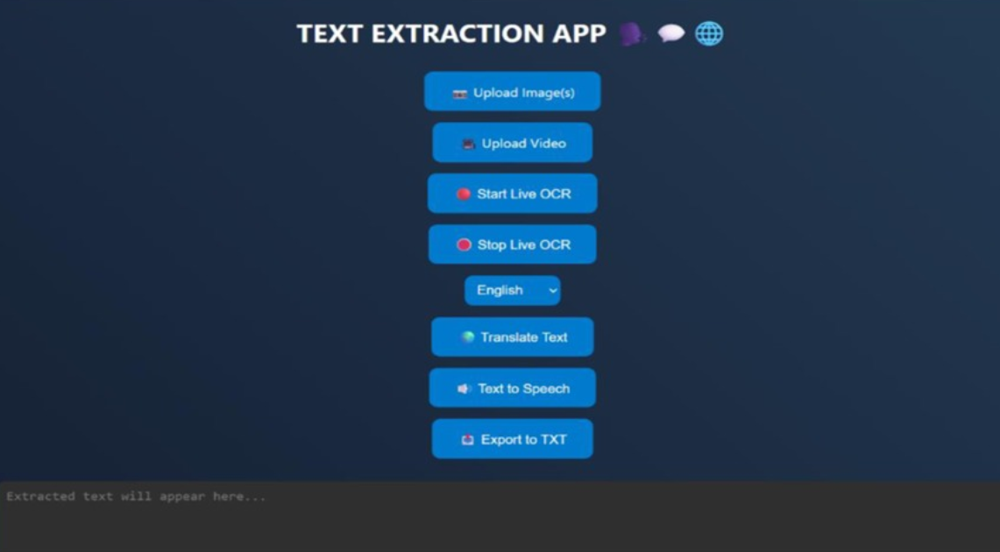 TEXT EXTRACTION APP
Upload Image(s)
Upload Video
Start Live OCR
Stop Live OCR
English
Translate Text
Text to Speech
Export to TXT
Extracted text will appear here...